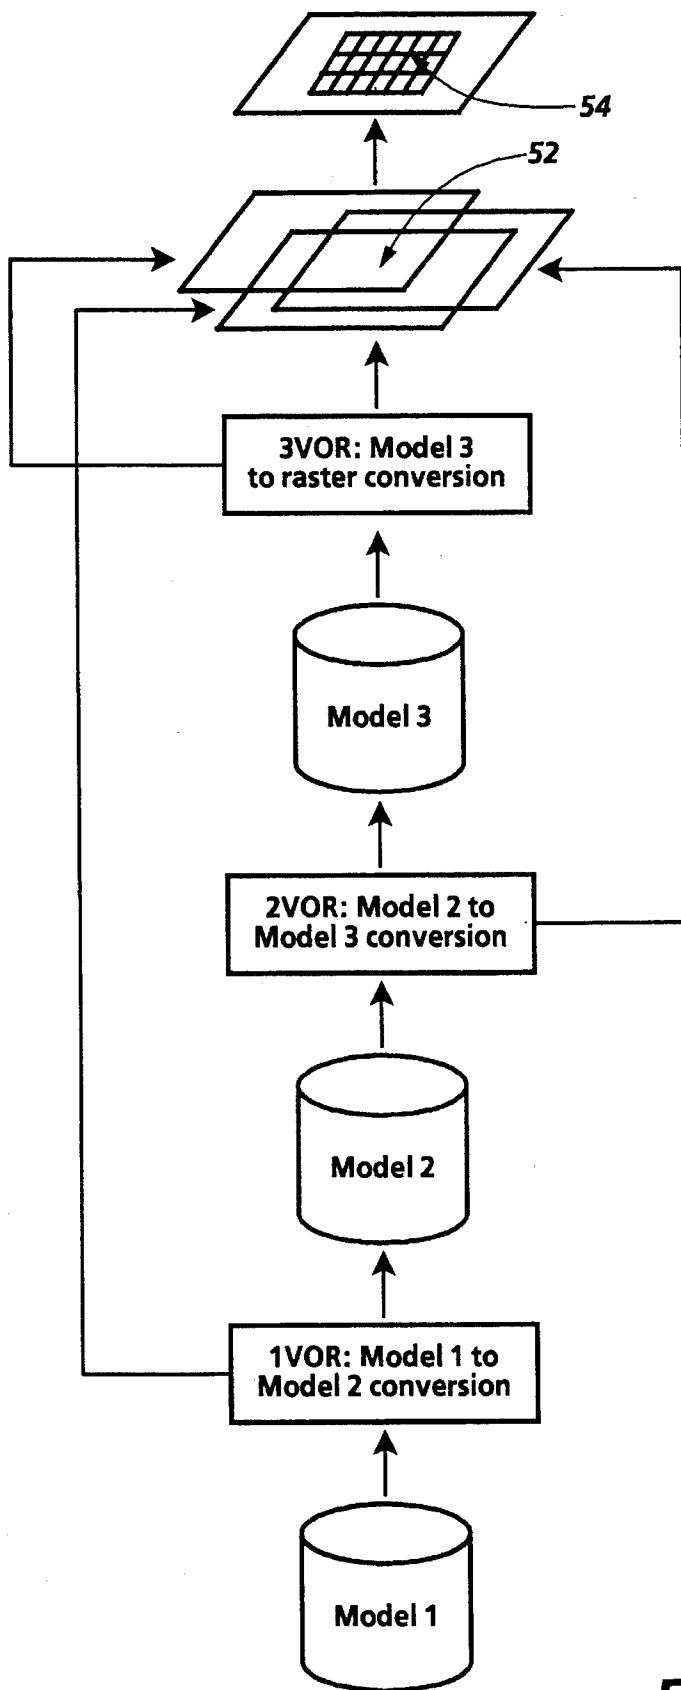 54
52
3VOR: Model 3
to raster conversion
Model 3
2VOR: Model 2 to
Model 3 conversion
Model 2
1VOR: Model 1 to
Model 2 conversion
Model 1